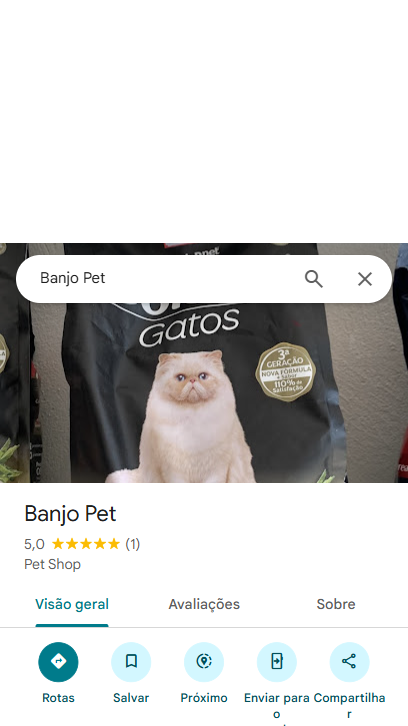 Banjo Pet
Gatos
3ª
GERAÇÃO
NOVA FÓRMULA
110% de
Satisfação
Banjo Pet
5,0 (1)
Pet Shop
Visão geral Avaliações Sobre
Rotas Salvar Próximo Enviar para Compartilha
o r